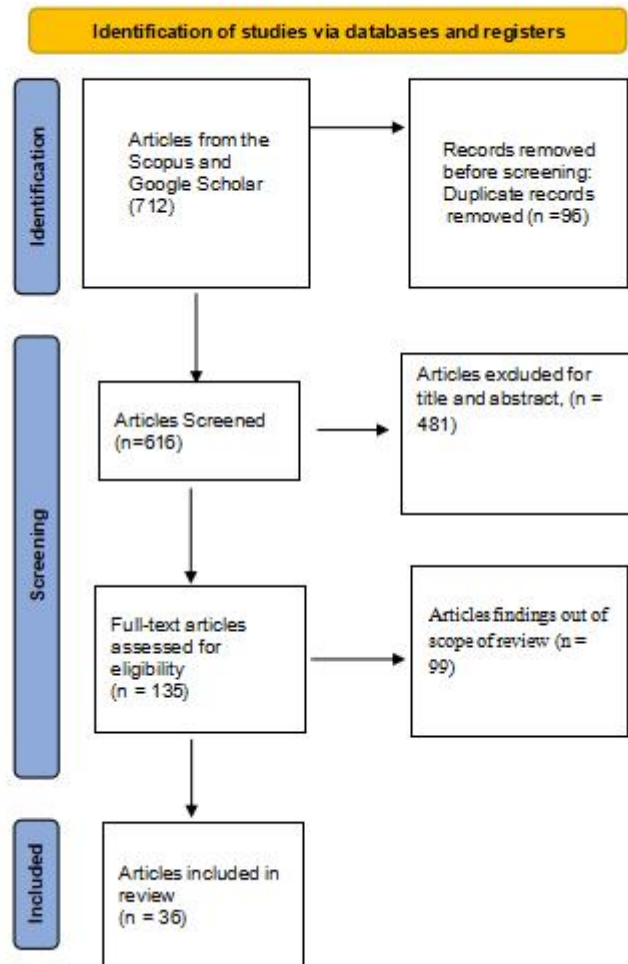 Identification of studies via databases and registers
Identification
Articles from the
Scopus and
Google Scholar
(712)
Records removed
before screening:
Duplicate records
removed (n =96)
Screening
Articles Screened
(n=616)
Articles excluded for
title and abstract, (n =
481)
Full-text articles
assessed for
eligibility
(n = 135)
Articles findings out of
scope of review (n =
99)
Included
Articles included in
review
(n = 36)